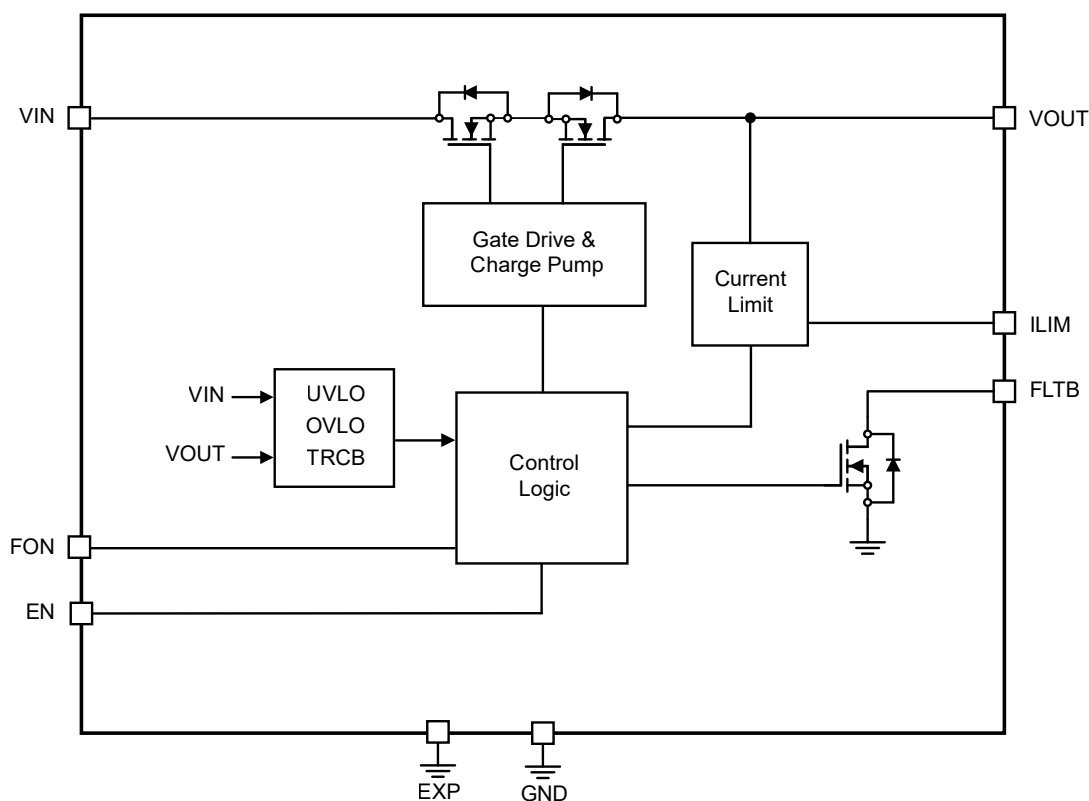 VIN
VOUT
Gate Drive &
Charge Pump
Current
Limit
ILIM
VIN
UVLO
OVLO
TRCB
VOUT
FLTB
Control
Logic
FON
EN
EXP
GND